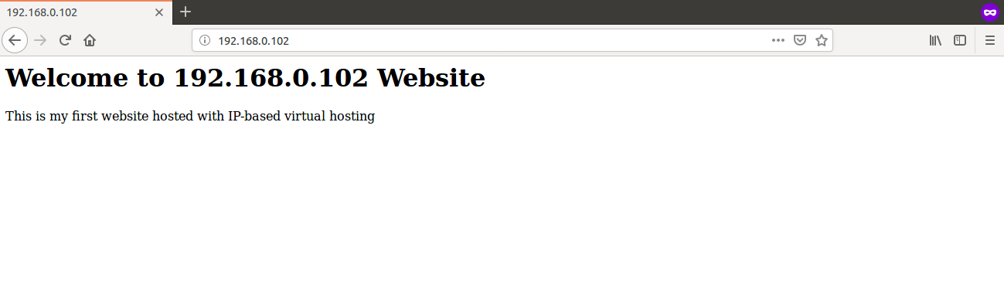 192.168.0.102
192.168.0.102
Welcome to 192.168.0.102 Website
This is my first website hosted with IP-based virtual hosting